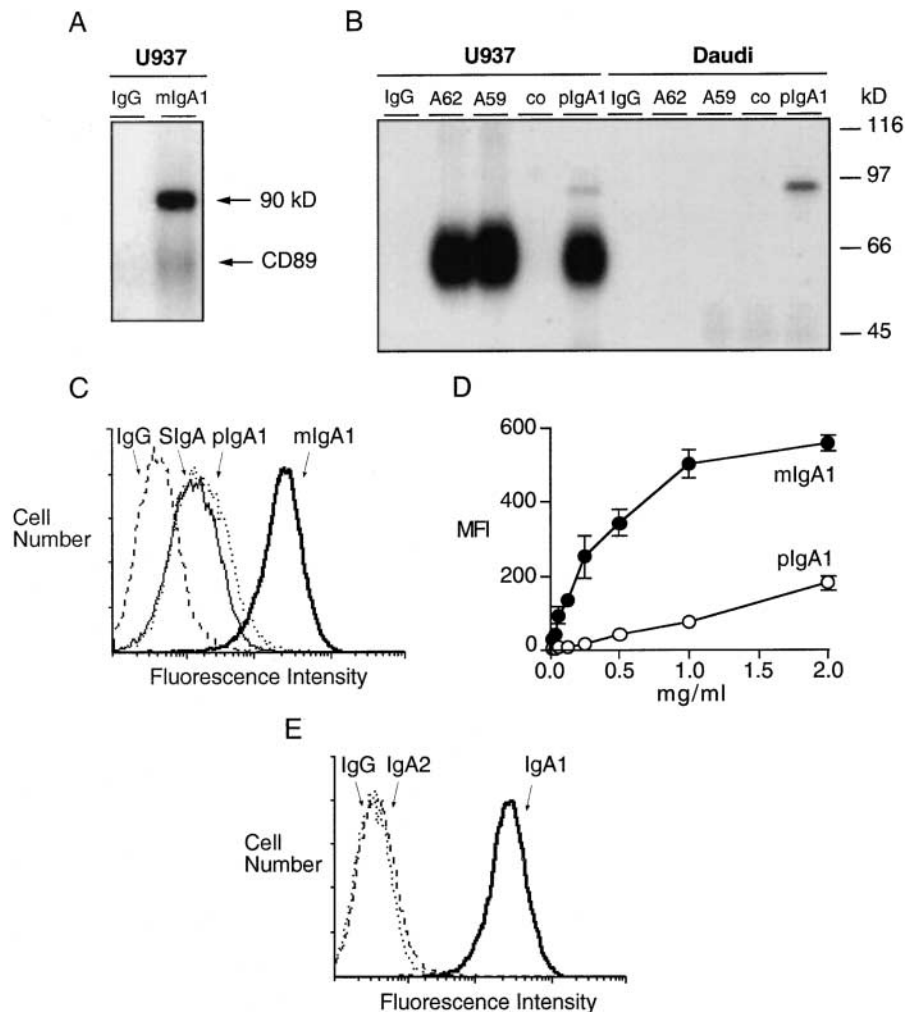 A
U937
IgG mIgA1
90 kD
CD89
B
U937 Daudi
IgG A62 A59 co pIgA1 IgG A62 A59 co pIgA1 kD
116
97
66
45
C
IgG SIgA pIgA1 mIgA1
Cell
Number
Fluorescence Intensity
D
600
400
200
0
MFI
mIgA1
pIgA1
0.0 0.5 1.0 1.5 2.0
mg/ml
E
IgG IgA2 IgA1
Cell
Number
Fluorescence Intensity